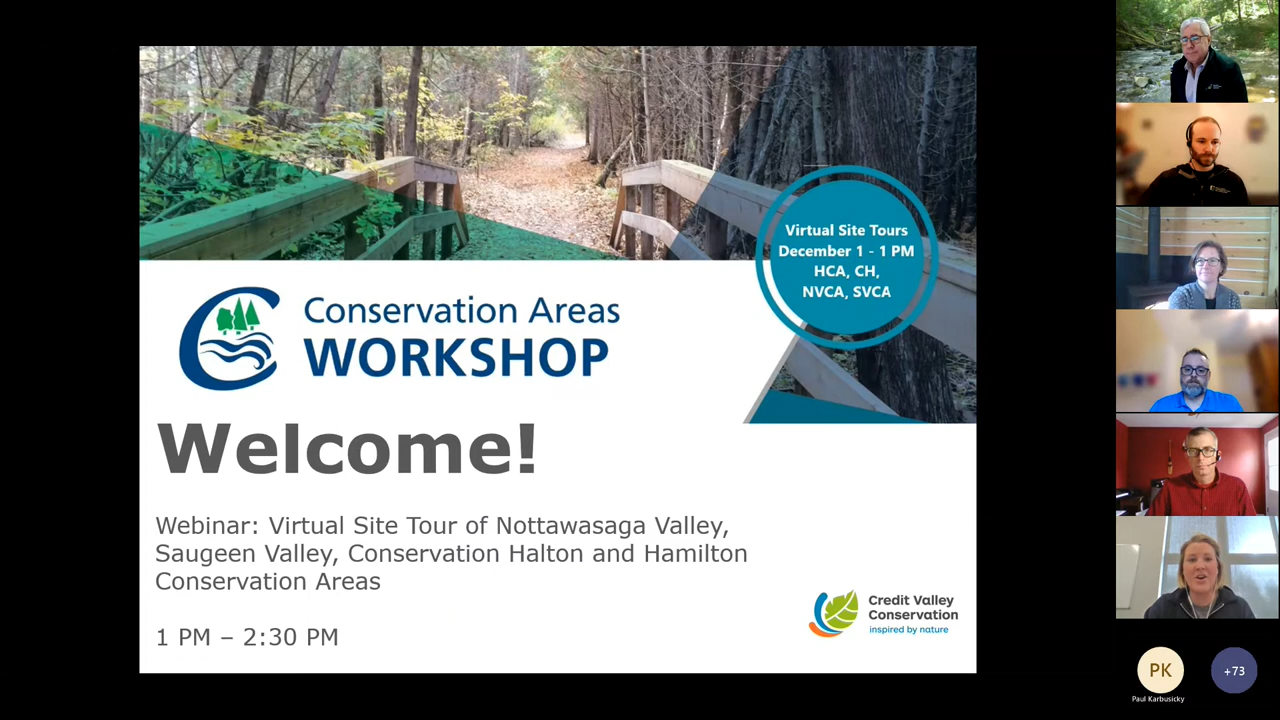 Virtual Site Tours
December 1 - 1 PM
HCA, CH,
NVCA, SVCA
Conservation Areas
WORKSHOP
Welcome!
Webinar: Virtual Site Tour of Nottawasaga Valley,
Saugeen Valley, Conservation Halton and Hamilton
Conservation Areas
1 PM – 2:30 PM
Credit Valley
Conservation
inspired by nature
PK
Paul Karbusicky
+73